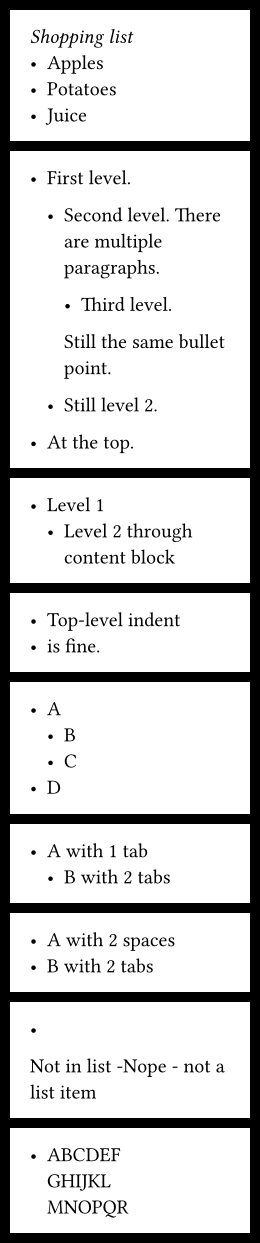 Shopping list
• Apples
• Potatoes
• Juice
• First level.
• Second level. There
are multiple
paragraphs.
• Third level.
Still the same bullet
point.
• Still level 2.
• At the top.
• Level 1
• Level 2 through
content block
• Top-level indent
• is fine.
• A
• B
• C
• D
• A with 1 tab
• B with 2 tabs
• A with 2 spaces
• B with 2 tabs
•
Not in list -Nope - not a
list item
• ABCDEF
GHIJKL
MNOPQR